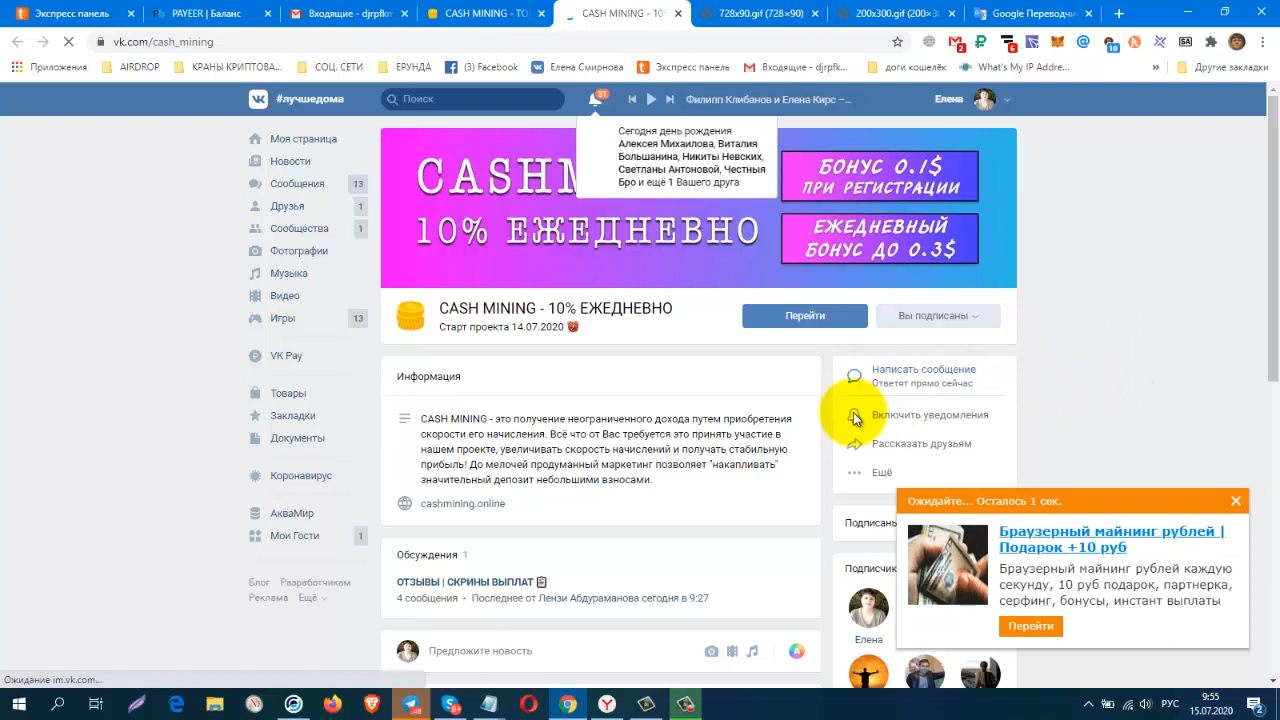 Экспресс панель
PAYEER | Баланс
Входящие - djrpfkr
CASH MINING - TO
CASH MINING - 10%
728x90.gif (728×90)
200x300.gif (200×3
Google Переводчи
vk.com/cash_mining
2
6
10
Приложения
AIRDROP
КРАНЫ КРИПТОВА...
СОЦ. СЕТИ
ЕРУНДА
(3) Facebook
Елена Смирнова
Экспресс панель
Входящие - djrpfk...
доги кошелёк
What's My IP Addre...
»
Другие закладки
#лучшедома
Поиск
31
Филипп Клибанов и Елена Кирс –...
Елена
Сегодня день рождения
Алексея Михаилова, Виталия
Большанина, Никиты Невских,
Светланы Антоновой, Честныя
Бро и ещё 1 Вашего друга
CASHM
10% ЕЖЕДНЕВНО
БОНУС 0.1$
ПРИ РЕГИСТРАЦИИ
ЕЖЕДНЕВНЫЙ
БОНУС ДО 0.3$
Моя страница
Новости
Сообщения 13
Друзья 1
Сообщества 1
Фотографии
Музыка
Видео
Игры 13
VK Pay
Товары
Закладки
Документы
Коронавирус
АкваМир
Мои Гости 1
Блог Разработчикам
Реклама Ещё
CASH MINING - 10% ЕЖЕДНЕВНО
Старт проекта 14.07.2020
Перейти
Вы подписаны
Информация
CASH MINING - это получение неограниченного дохода путем приобретения
скорости его начисления. Всё что от Вас требуется это принять участие в
нашем проекте, увеличивать скорость начислений и получать стабильную
прибыль! До мелочей продуманный маркетинг позволяет "накапливать"
значительный депозит небольшими взносами.
cashmining.online
Обсуждения 1
ОТЗЫВЫ | СКРИНЫ ВЫПЛАТ
4 сообщения • Последнее от Лензи Абдураманова сегодня в 9:27
Предложите новость
Написать сообщение
Ответят прямо сейчас
Включить уведомления
Рассказать друзьям
Ещё
Подписан
Подписчик
Елена
Ожидайте... Осталось 1 сек.
Браузерный майнинг рублей |
Подарок +10 руб
Браузерный майнинг рублей каждую
секунду, 10 руб подарок, партнерка,
серфинг, бонусы, инстант выплаты
Перейти
Ожидание im.vk.com...
48
9+
РУС
9:55
15.07.2020
2